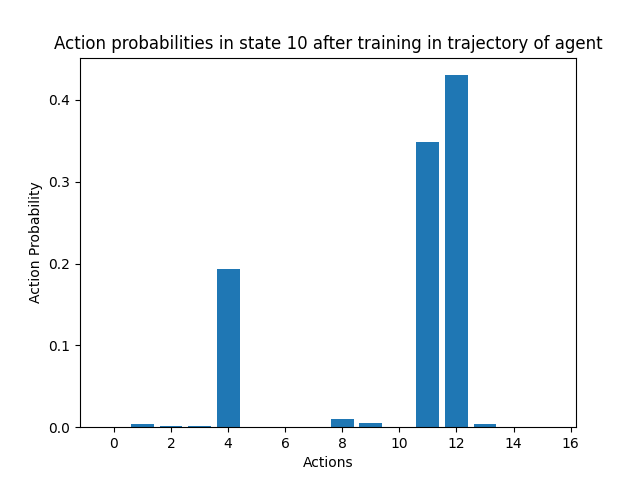 Action probabilities in state 10 after training in trajectory of agent
0.4
0.3
0.2
0.1
0.0
Action Probability
0 2 4 6 8 10 12 14 16
Actions